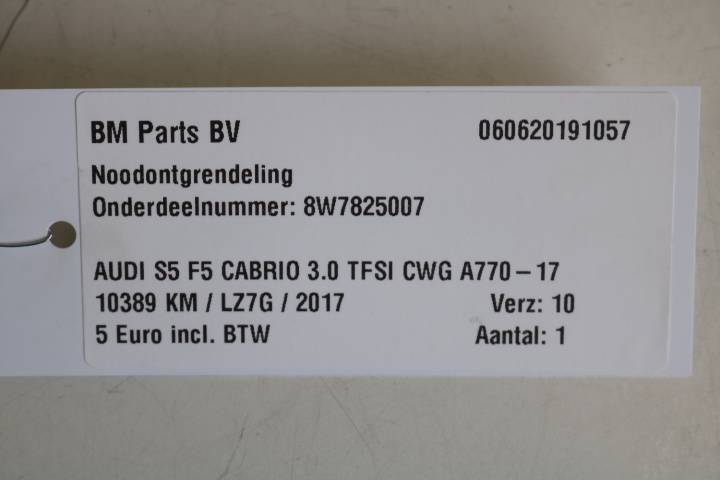 BM Parts BV 060620191057
Noodontgrendeling
Onderdeelnummer: 8W7825007
AUDI S5 F5 CABRIO 3.0 TFSI CWG A770-17
10389 KM / LZ7G / 2017 Verz: 10
5 Euro incl. BTW Aantal: 1